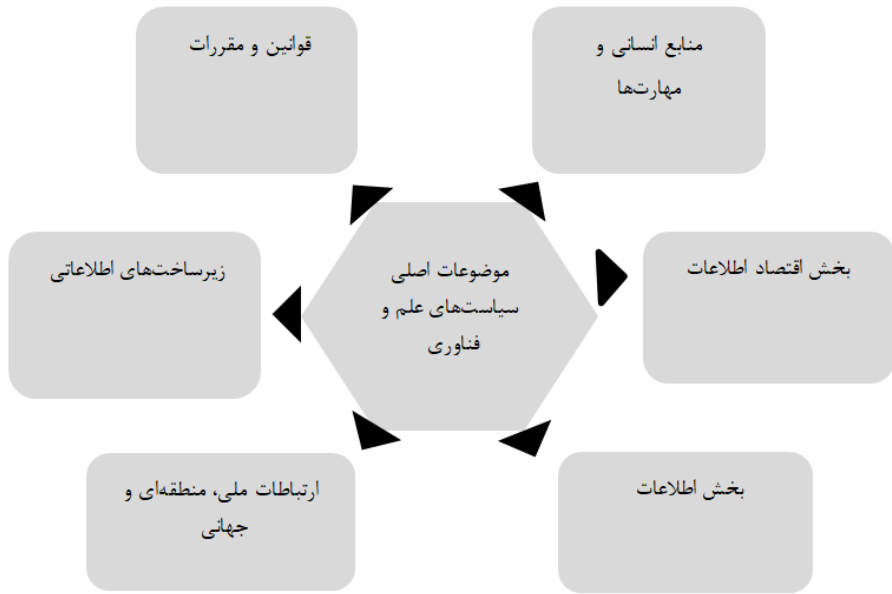 منابع انسانی و
مهارت‌ها
قوانین و مقررات
بخش اقتصاد اطلاعات
موضوعات اصلی
سیاست‌های علم و
فناوری
زیرساخت‌های اطلاعاتی
بخش اطلاعات
ارتباطات ملی، منطقه‌ای و
جهانی